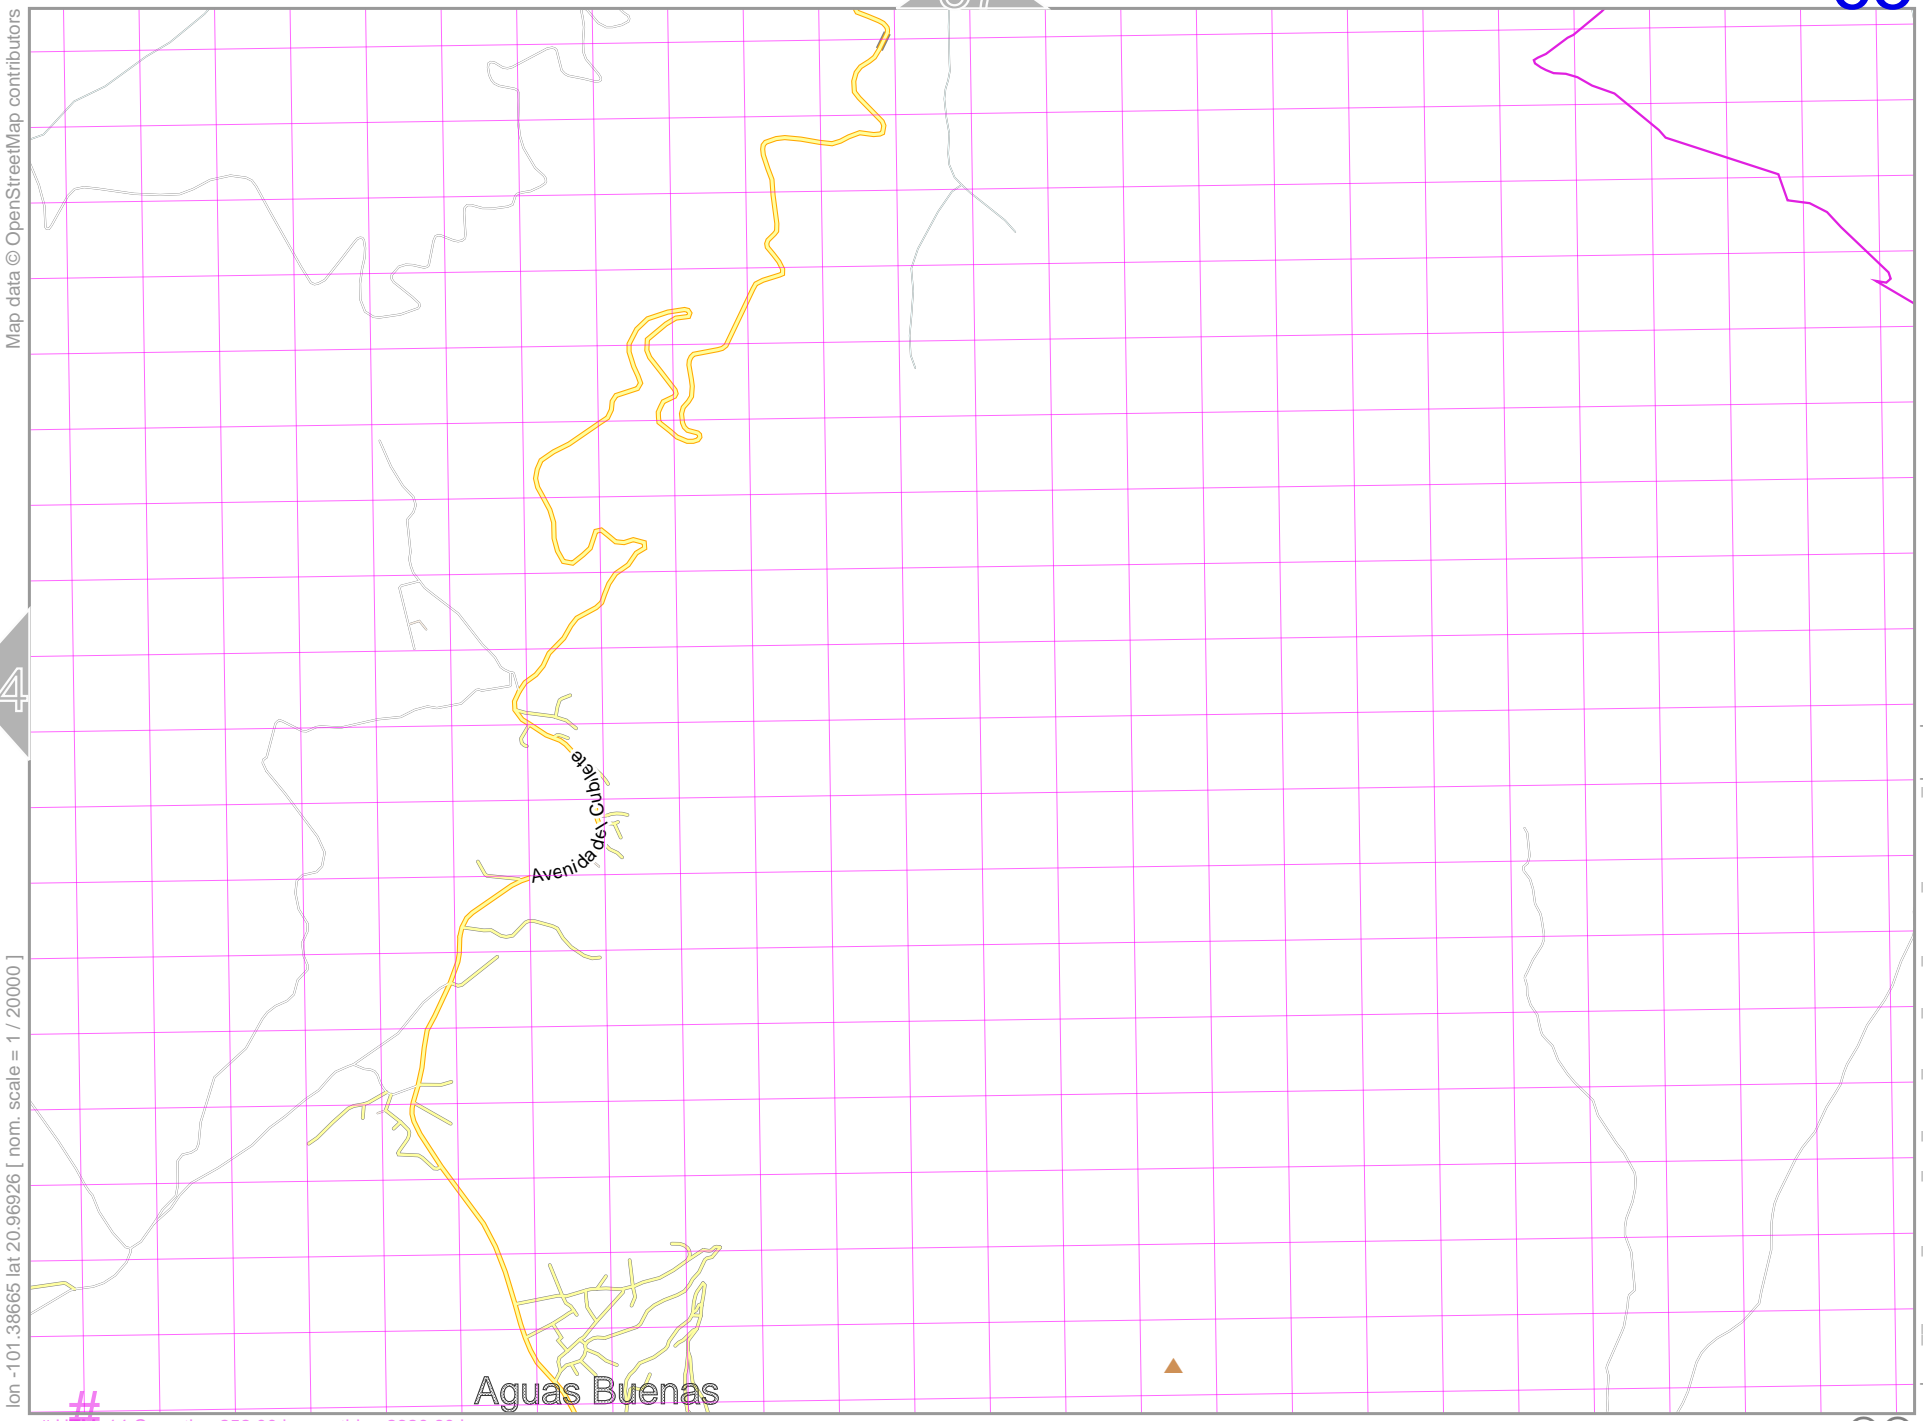 Map data © OpenStreetMap contributors
4
Avenida del Cubilete
lon -101.38665 lat 20.96926 [ nom. scale = 1 / 20000 ]
Aguas Buenas
#